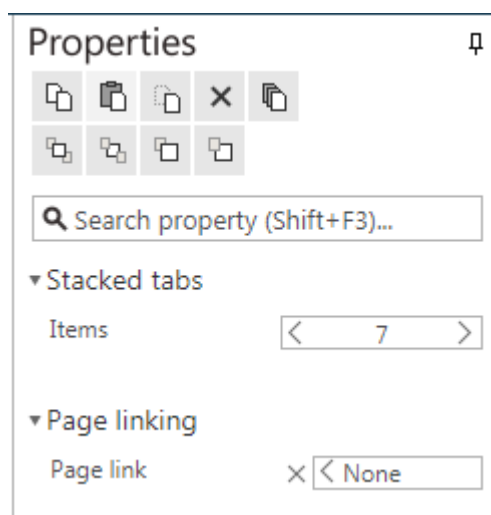 Properties
Search property (Shift+F3)...
Stacked tabs
Items
7
Page linking
Page link
None